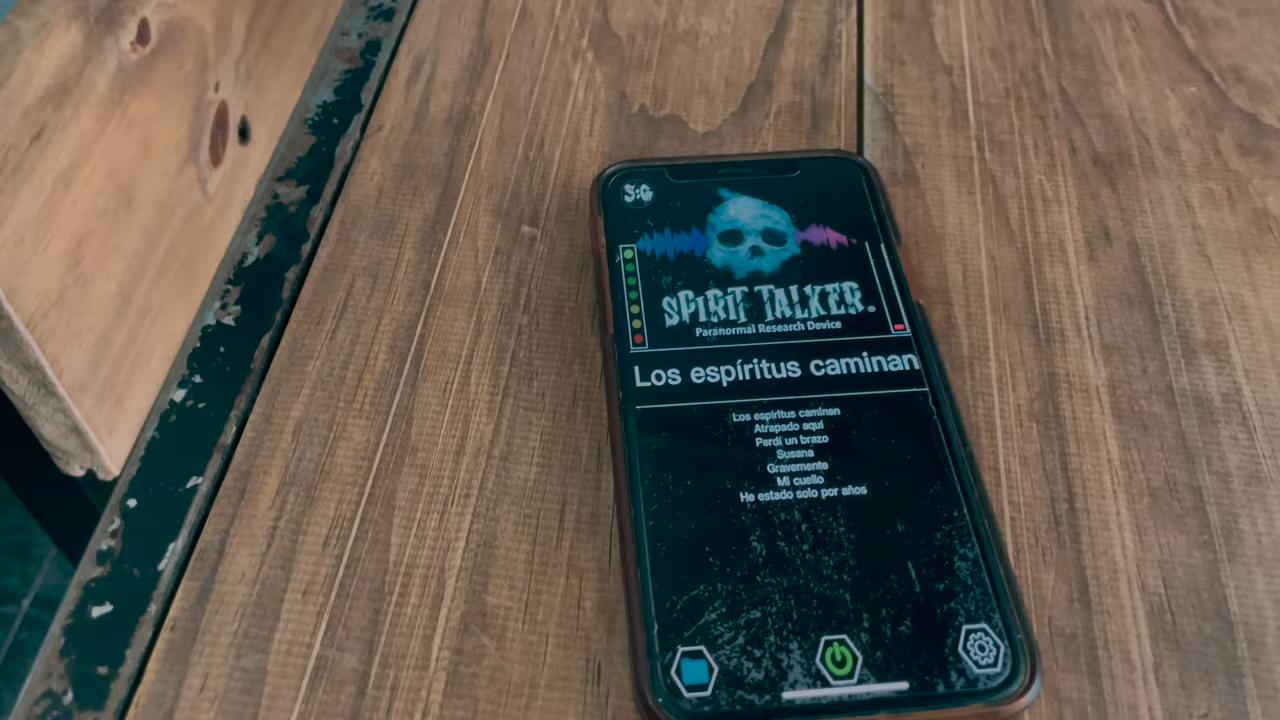 S:G
SPIRIT TALKER.
Paranormal Research Device
Los espíritus caminan
Los espíritus caminan
Atrapado aquí
Perdí un brazo
Susana
Gravemente
Mi cuello
He estado solo por años